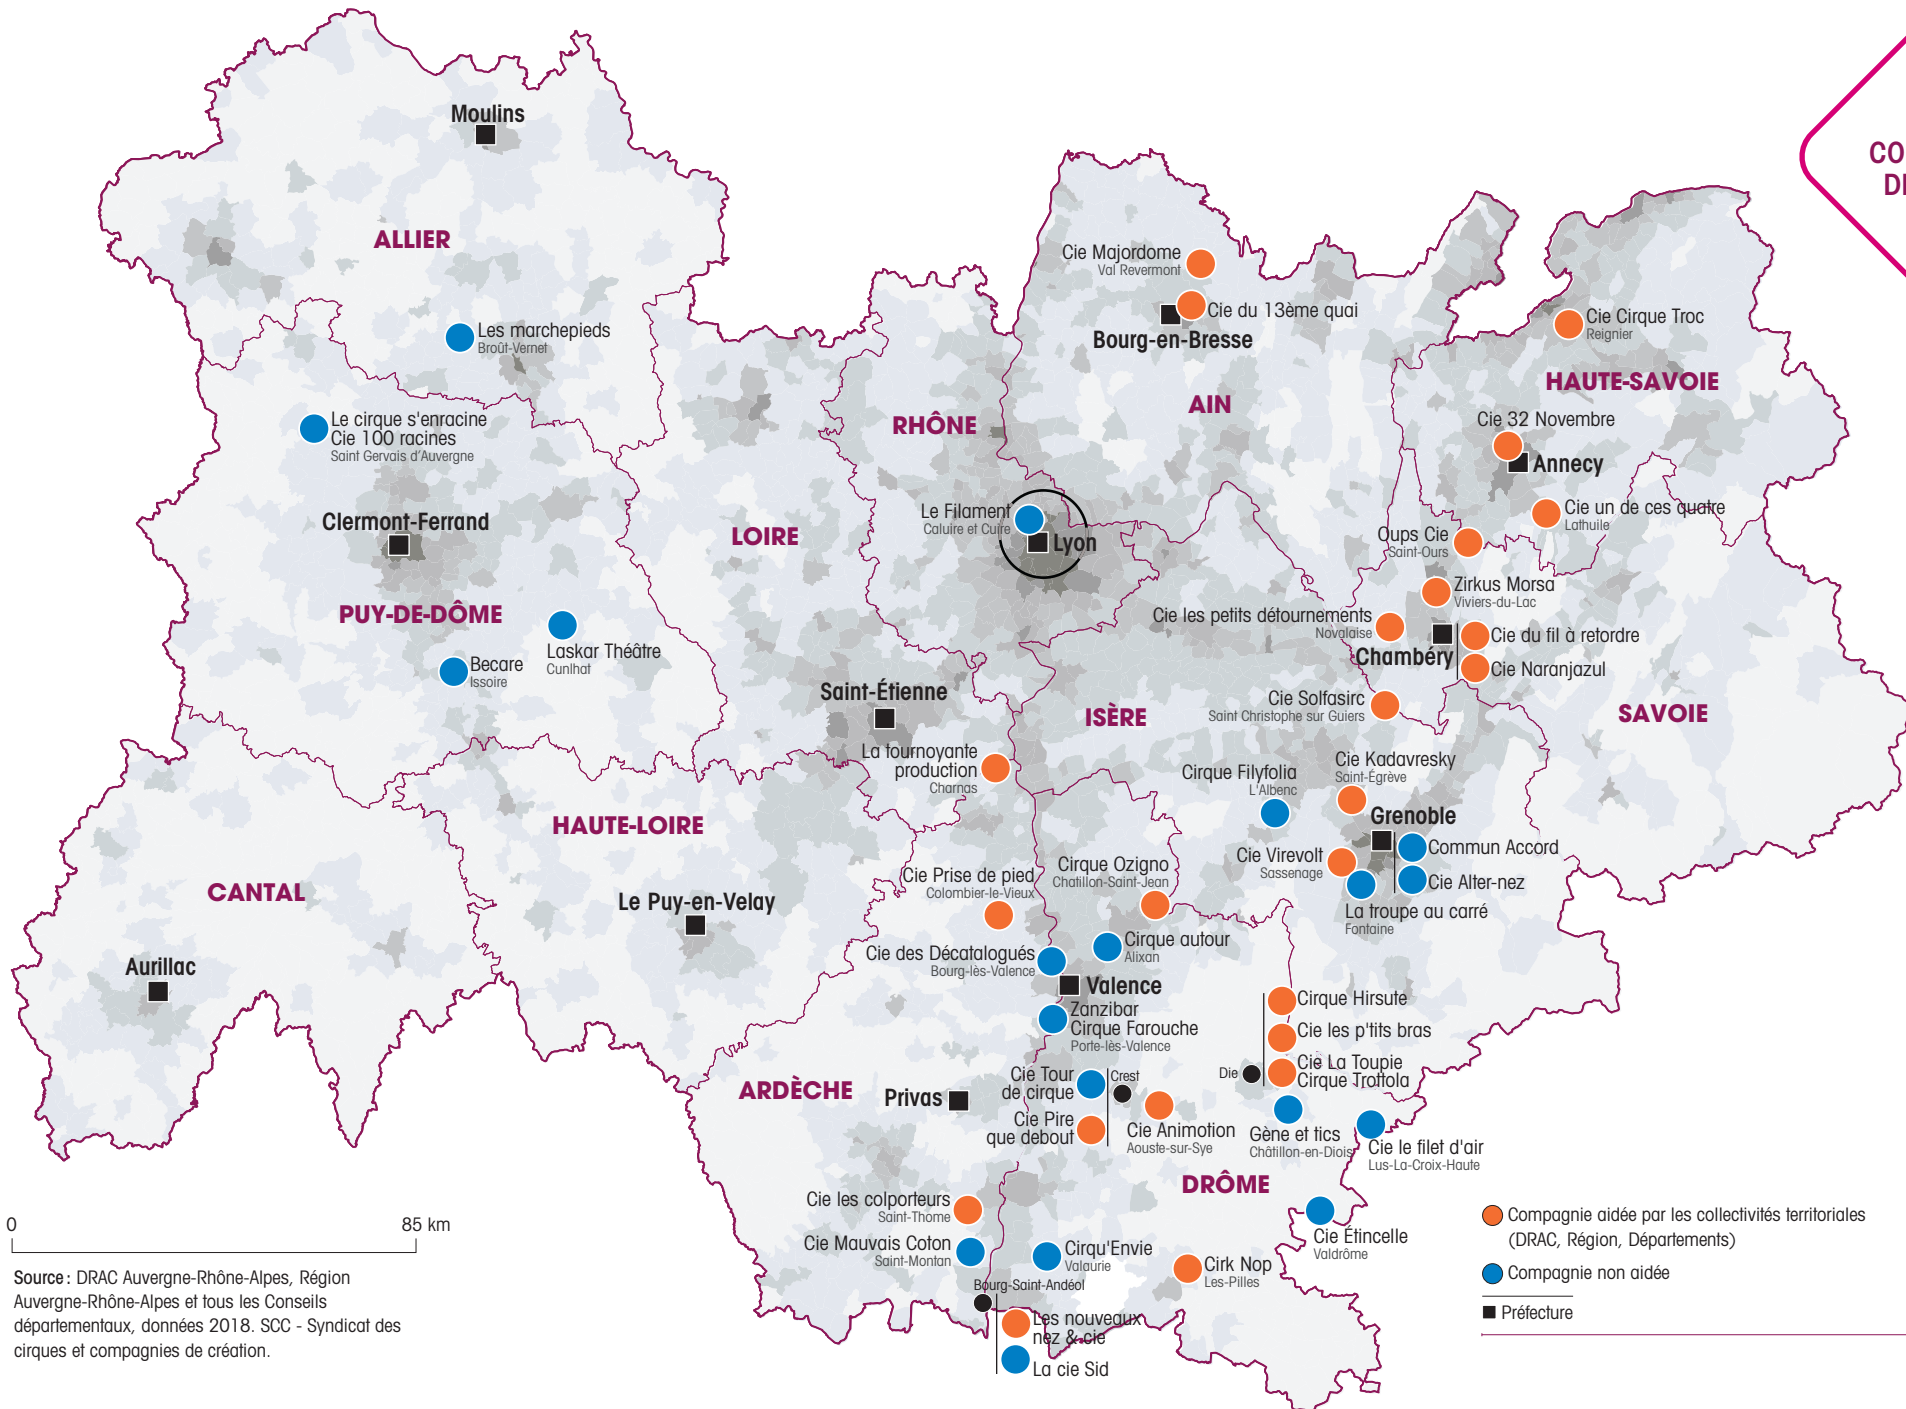 Moulins
CO
DE
ALLIER
Cie Majordome
Val Revermont
Cie du 13ème quai
Bourg-en-Bresse
Cie Cirque Troc
Reignier
Les marchepieds
Broût-Vernet
HAUTE-SAVOIE
AIN
RHÔNE
Le cirque s'enracine
Cie 100 racines
Saint Gervais d'Auvergne
Cie 32 Novembre
Annecy
Clermont-Ferrand
LOIRE
Le Filament
Caluire et Cuire
Lyon
Cie un de ces quatre
Lathuile
Oups Cie
Saint-Ours
Zirkus Morsa
Viviers-du-Lac
PUY-DE-DÔME
Cie les petits détournements
Novalaise
Cie du fil à retordre
Chambéry
Cie Naranjazul
Laskar Théâtre
Cunlhat
Becare
Issoire
Saint-Étienne
Cie Solfasirc
Saint Christophe sur Guiers
ISÈRE
SAVOIE
La tournoyante
production
Charnas
Cirque Filyfolia
L'Albenc
Cie Kadavresky
Saint-Égrève
Grenoble
HAUTE-LOIRE
Commun Accord
Cie Virevolt
Sassenage
Cie Alter-nez
La troupe au carré
Fontaine
Cie Prise de pied
Colombier-le-Vieux
Cirque Ozigno
Chatillon-Saint-Jean
CANTAL
Le Puy-en-Velay
Cie des Décatalogués
Bourg-lès-Valence
Cirque autour
Alixan
Aurillac
Valence
Zanzibar
Cirque Farouche
Porte-lès-Valence
Cirque Hirsute
Cie les p'tits bras
Cie La Toupie
Cirque Trottola
Die
ARDÈCHE
Privas
Cie Tour
de cirque
Crest
Cie Pire
que debout
Cie Animotion
Aouste-sur-Sye
Gène et tics
Châtillon-en-Diois
Cie le filet d'air
Lus-La-Croix-Haute
DRÔME
Cie les colporteurs
Saint-Thome
Cie Mauvais Coton
Saint-Montan
Cirqu'Envie
Valaurie
Cie Étincelle
Valdrôme
Cirk Nop
Les-Pilles
Bourg-Saint-Andéol
Les nouveaux
nez & cie
La cie Sid
0 85 km
Source : DRAC Auvergne-Rhône-Alpes, Région
Auvergne-Rhône-Alpes et tous les Conseils
départementaux, données 2018. SCC - Syndicat des
cirques et compagnies de création.
Compagnie aidée par les collectivités territoriales
(DRAC, Région, Départements)
Compagnie non aidée
Préfecture